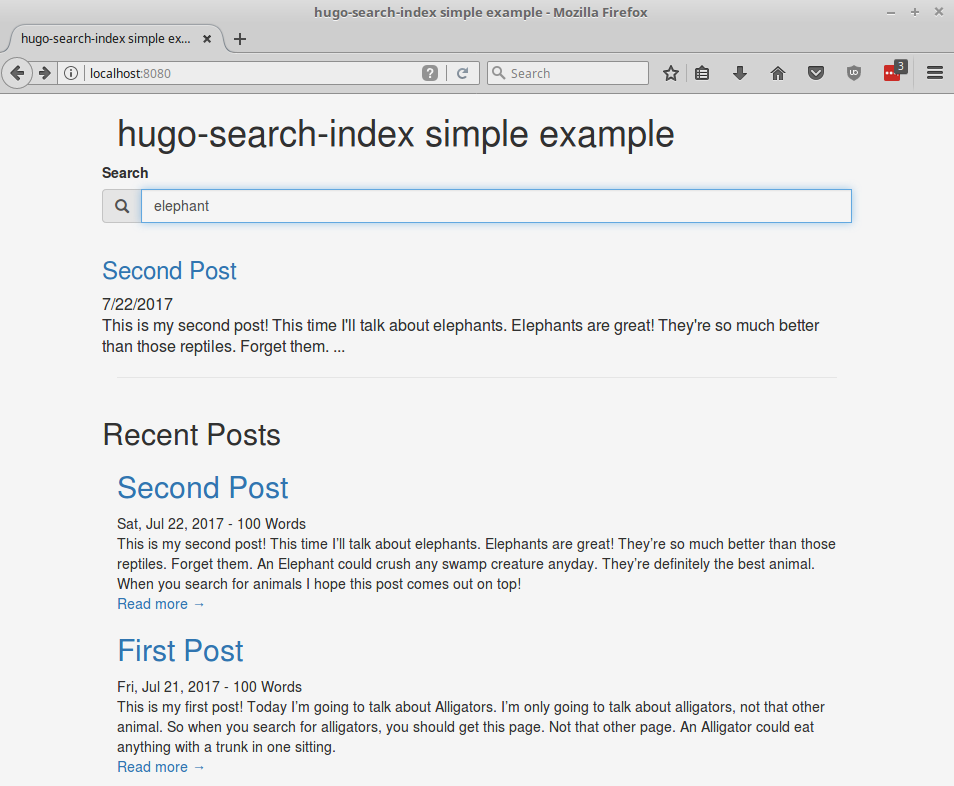 hugo-search-index simple example - Mozilla Firefox
hugo-search-index simple ex...
localhost:8080
Search
3
hugo-search-index simple example
Search
elephant
Second Post
7/22/2017
This is my second post! This time I'll talk about elephants. Elephants are great! They're so much better
than those reptiles. Forget them. ...
Recent Posts
Second Post
Sat, Jul 22, 2017 - 100 Words
This is my second post! This time I’ll talk about elephants. Elephants are great! They’re so much better than those
reptiles. Forget them. An Elephant could crush any swamp creature anyday. They’re definitely the best animal.
When you search for animals I hope this post comes out on top!
Read more →
First Post
Fri, Jul 21, 2017 - 100 Words
This is my first post! Today I’m going to talk about Alligators. I’m only going to talk about alligators, not that other
animal. So when you search for alligators, you should get this page. Not that other page. An Alligator could eat
anything with a trunk in one sitting.
Read more →